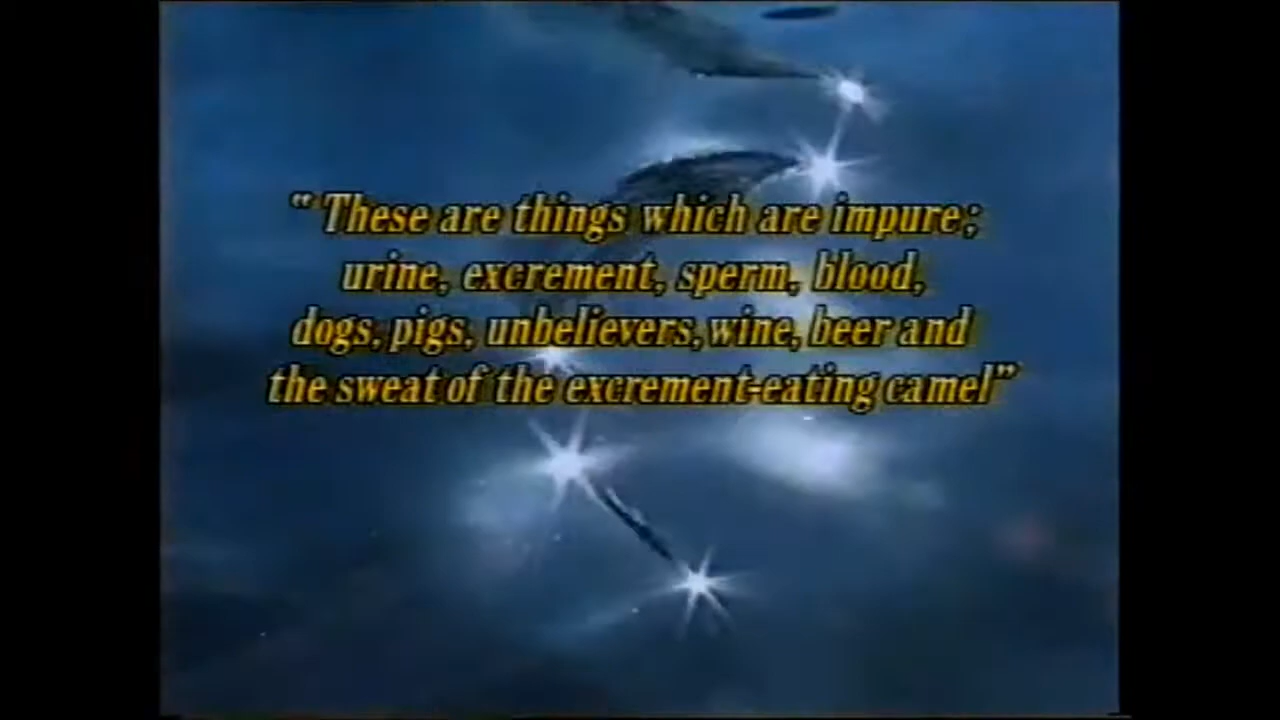 “ These are things which are impure;
urine, excrement, sperm, blood,
dogs, pigs, unbelievers, wine, beer and
the sweat of the excrement-eating camel”